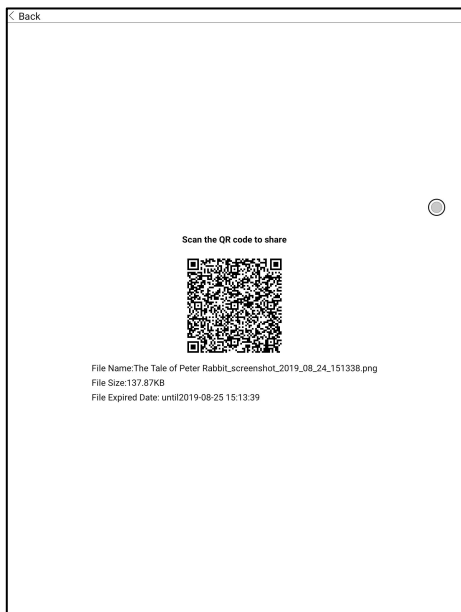 Back
Scan the QR code to share
File Name:The Tale of Peter Rabbit_screenshot_2019_08_24_151338.png
File Size:137.87KB
File Expired Date: until2019-08-25 15:13:39